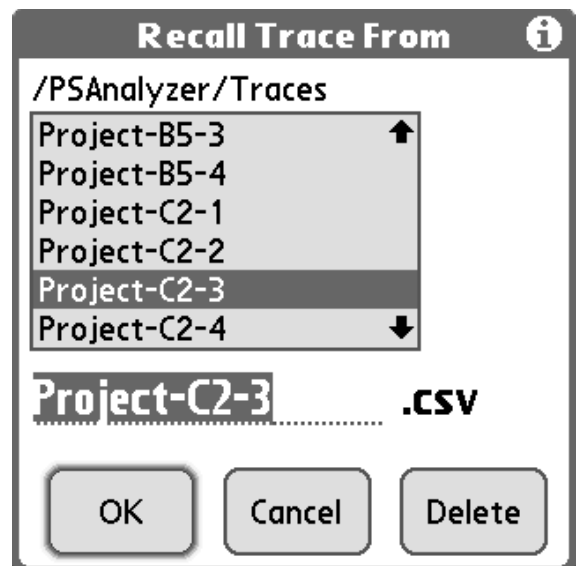 Recall Trace From i
/PSAnalyzer/Traces
Project-B5-3
Project-B5-4
Project-C2-1
Project-C2-2
Project-C2-3
Project-C2-4
Project-C2-3 .csv
OK Cancel Delete